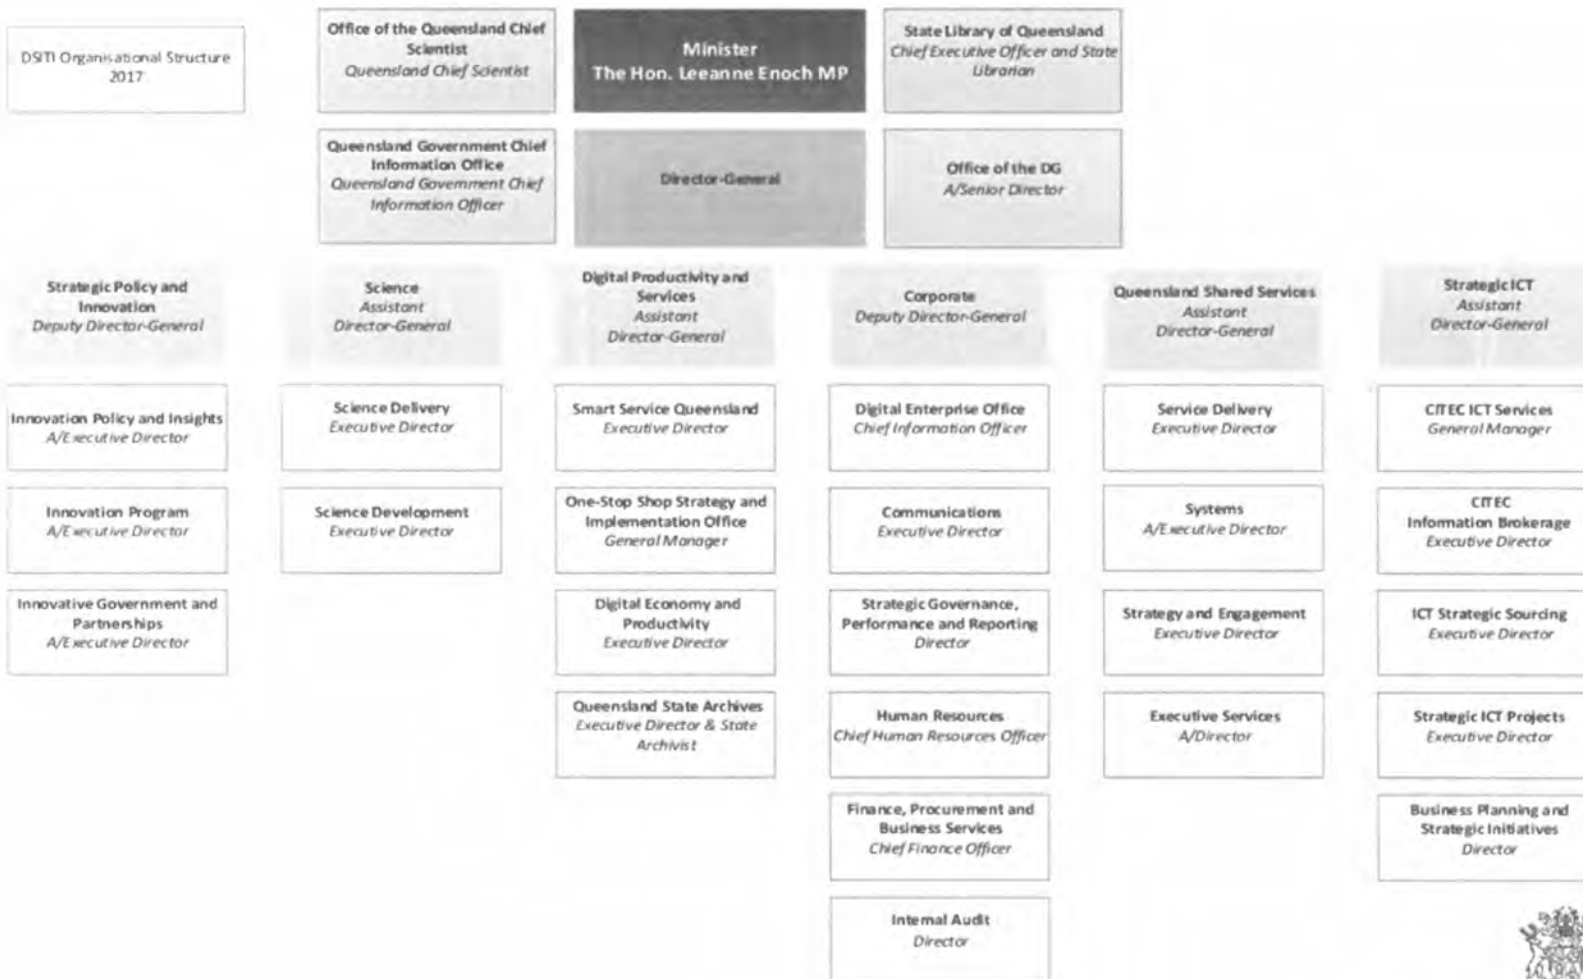 DSITI Organisational Structure
2017
Office of the Queensland Chief
Scientist
Queensland Chief Scientist
Minister
The Hon. Leeanne Enoch MP
State Library of Queensland
Chief Executive Officer and State
Librarian
Queensland Government Chief
Information Office
Queensland Government Chief
Information Officer
Director-General
Office of the DG
A/Senior Director
Strategic Policy and
Innovation
Deputy Director-General
Innovation Policy and Insights
A/Executive Director
Innovation Program
A/Executive Director
Innovative Government and
Partnerships
A/Executive Director
Science
Assistant
Director-General
Science Delivery
Executive Director
Science Development
Executive Director
Digital Productivity and
Services
Assistant
Director-General
Smart Service Queensland
Executive Director
One-Stop Shop Strategy and
Implementation Office
General Manager
Digital Economy and
Productivity
Executive Director
Queensland State Archives
Executive Director & State
Archivist
Corporate
Deputy Director-General
Digital Enterprise Office
Chief Information Officer
Communications
Executive Director
Strategic Governance,
Performance and Reporting
Director
Human Resources
Chief Human Resources Officer
Finance, Procurement and
Business Services
Chief Finance Officer
Internal Audit
Director
Queensland Shared Services
Assistant
Director-General
Service Delivery
Executive Director
Systems
A/Executive Director
Strategy and Engagement
Executive Director
Executive Services
A/Director
Strategic ICT
Assistant
Director-General
CITEC ICT Services
General Manager
CITEC
Information Brokerage
Executive Director
ICT Strategic Sourcing
Executive Director
Strategic ICT Projects
Executive Director
Business Planning and
Strategic Initiatives
Director